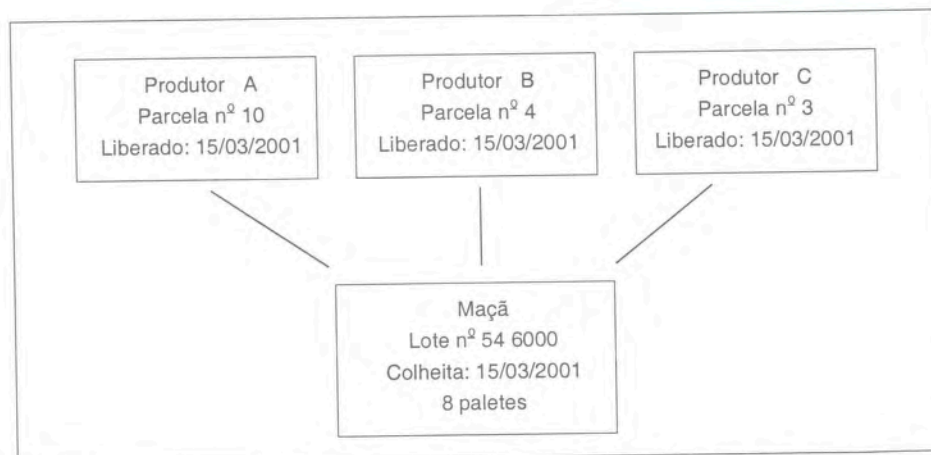 Produtor A
Parcela nº 10
Liberado: 15/03/2001
Produtor B
Parcela nº 4
Liberado: 15/03/2001
Produtor C
Parcela nº 3
Liberado: 15/03/2001
Maçã
Lote nº 54 6000
Colheita: 15/03/2001
8 paletes